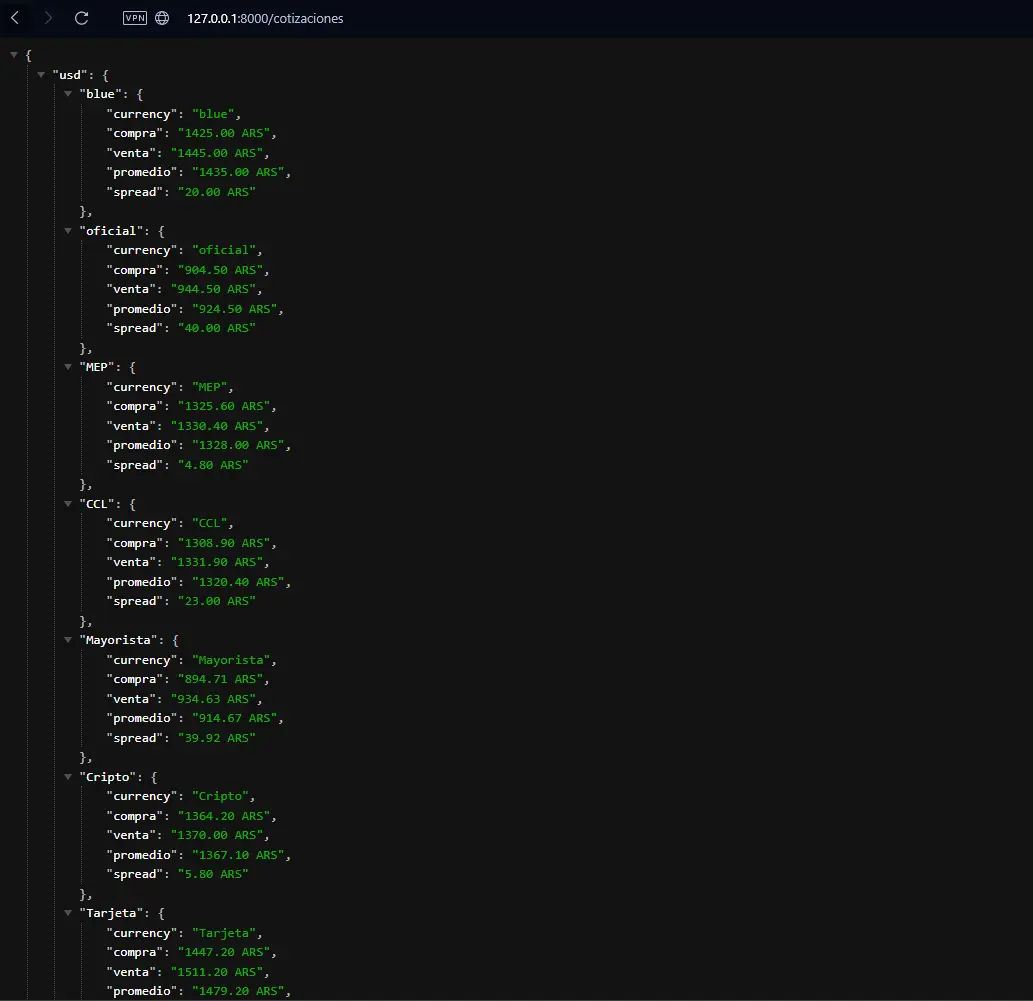 VPN 127.0.0.1:8000/cotizaciones
{
"usd": {
"blue": {
"currency": "blue",
"compra": "1425.00 ARS",
"venta": "1445.00 ARS",
"promedio": "1435.00 ARS",
"spread": "20.00 ARS"
},
"oficial": {
"currency": "oficial",
"compra": "904.50 ARS",
"venta": "944.50 ARS",
"promedio": "924.50 ARS",
"spread": "40.00 ARS"
},
"MEP": {
"currency": "MEP",
"compra": "1325.60 ARS",
"venta": "1330.40 ARS",
"promedio": "1328.00 ARS",
"spread": "4.80 ARS"
},
"CCL": {
"currency": "CCL",
"compra": "1308.90 ARS",
"venta": "1331.90 ARS",
"promedio": "1320.40 ARS",
"spread": "23.00 ARS"
},
"Mayorista": {
"currency": "Mayorista",
"compra": "894.71 ARS",
"venta": "934.63 ARS",
"promedio": "914.67 ARS",
"spread": "39.92 ARS"
},
"Cripto": {
"currency": "Cripto",
"compra": "1364.20 ARS",
"venta": "1370.00 ARS",
"promedio": "1367.10 ARS",
"spread": "5.80 ARS"
},
"Tarjeta": {
"currency": "Tarjeta",
"compra": "1447.20 ARS",
"venta": "1511.20 ARS",
"promedio": "1479.20 ARS",